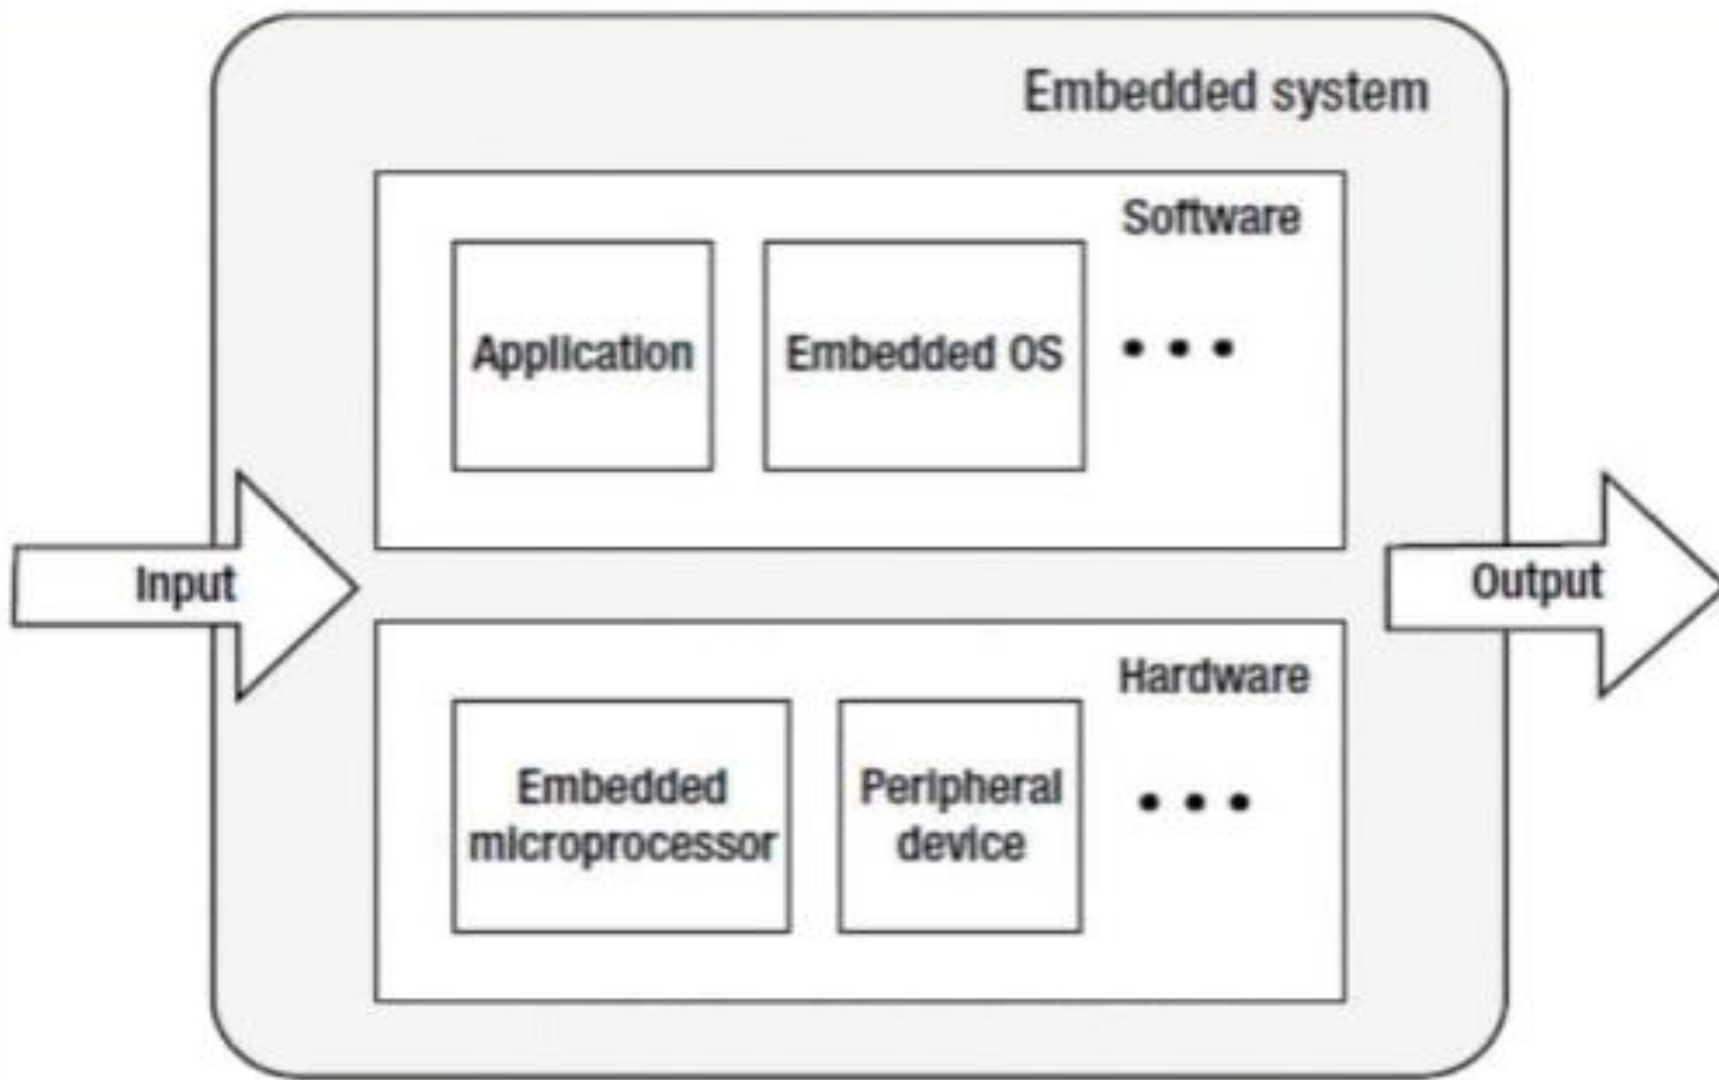 Embedded system
Software
Application
Embedded OS
Input
Output
Hardware
Embedded
microprocessor
Peripheral
device